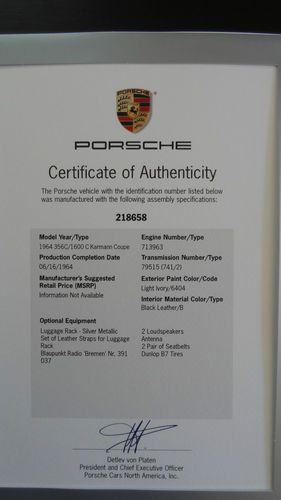 PORSCHE
Certificate of Authenticity
The Porsche vehicle with the identification number listed below
was manufactured with the following assembly specifications:
218658
Model Year/Type
1964 356C/1600 C Karmann Coupe
Production Completion Date
06/16/1964
Manufacturer's Suggested
Retail Price (MSRP)
Information Not Available
Engine Number/Type
713963
Transmission Number/Type
79515 (741/2)
Exterior Paint Color/Code
Light Ivory/6404
Interior Material Color/Type
Black Leather/B
Optional Equipment
Luggage Rack - Silver Metallic
Set of Leather Straps for Luggage
Rack
Blaupunkt Radio 'Bremen' Nr. 391
037
2 Loudspeakers
Antenna
2 Pair of Seatbelts
Dunlop B7 Tires
Detlev von Platen
President and Chief Executive Officer
Porsche Cars North America, Inc.